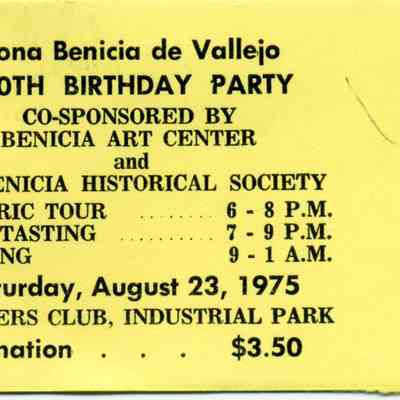 ona Benicia de Vallejo
0TH BIRTHDAY PARTY
CO-SPONSORED BY
BENICIA ART CENTER
and
ENICIA HISTORICAL SOCIETY
RIC TOUR ........ 6 - 8 P.M.
TASTING ........ 7 - 9 P.M.
NG 9 - 1 A.M.
turday, August 23, 1975
ERS CLUB, INDUSTRIAL PARK
nation . . . $3.50